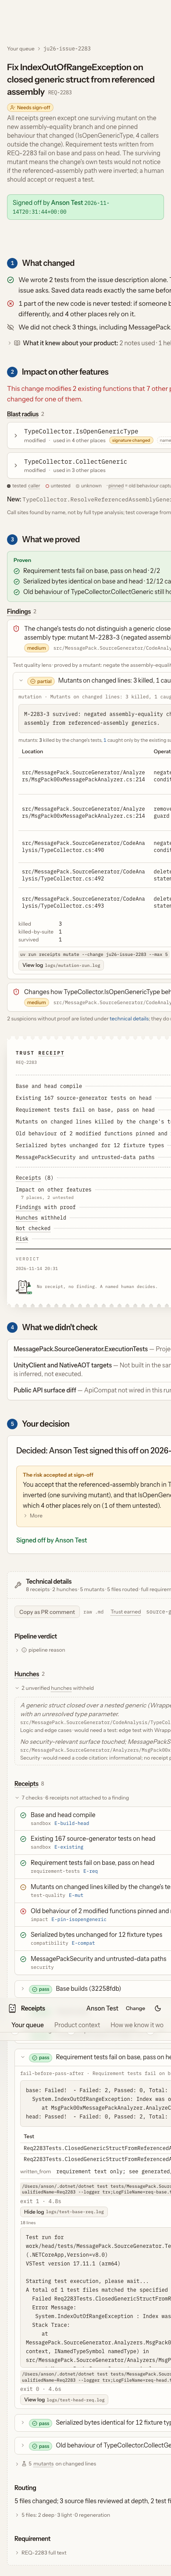 Your queue > ju26-issue-2283
Fix IndexOutOfRangeException on
closed generic struct from referenced
assembly REQ-2283
Needs sign-off
All receipts green except one surviving mutant on the
new assembly-equality branch and one pinned
behaviour that changed (IsOpenGenericType, 4 callers
outside the change). Requirement tests written from
REQ-2283 fail on base and pass on head. The surviving
mutant means the change's own tests would not notice
if the referenced-assembly path were inverted; a human
should accept or request a test.
Signed off by Anson Test 2026-11-
14T20:31:44+00:00
1 What changed
We wrote 2 tests from the issue description alone. T
issue asks. Saved data reads exactly the same befor
1 part of the new code is never tested: if someone b
differently, and 4 other places rely on it.
We did not check 3 things, including MessagePack
> What it knew about your product: 2 notes used · 1 he
2 Impact on other features
This change modifies 2 existing functions that 7 other p
changed for one of them.
Blast radius 2
> TypeCollector.IsOpenGenericType
modified · used in 4 other places signature changed
> TypeCollector.CollectGeneric
modified · used in 3 other places
tested caller untested unknown pinned = old behaviour captu
New: TypeCollector.ResolveReferencedAssemblyGene
Call sites found by name, not by full type analysis; test coverage from
3 What we proved
Proven
Requirement tests fail on base, pass on head · 2/2
Serialized bytes identical on base and head · 12/12 ca
Old behaviour of TypeCollector.CollectGeneric still h
Findings 2
The change's tests do not distinguish a generic closed
assembly type: mutant M-2283-3 (negated assemb
medium src/MessagePack.SourceGenerator/CodeAnaly
Test quality lens · proved by a mutant: negate the assembly-equalit
partial Mutants on changed lines: 3 killed, 1 caug
mutation · Mutants on changed lines: 3 killed, 1 caug
M-2283-3 survived: negated assembly-equality ch
assembly from referenced-assembly generics.
mutants: 3 killed by the change's tests, 1 caught only by the existing su
Location Operat
src/MessagePack.SourceGenerator/Analyze
rs/MsgPack00xMessagePackAnalyzer.cs:214
negate
condit
src/MessagePack.SourceGenerator/Analyze
rs/MsgPack00xMessagePackAnalyzer.cs:221
remove
guard
src/MessagePack.SourceGenerator/CodeAna
lysis/TypeCollector.cs:490
negate
condit
src/MessagePack.SourceGenerator/CodeAna
lysis/TypeCollector.cs:492
delete
statem
src/MessagePack.SourceGenerator/CodeAna
lysis/TypeCollector.cs:493
delete
statem
killed 3
killed-by-suite 1
survived 1
View log logs/mutation-run.log
Changes how TypeCollector.IsOpenGenericType beh
medium src/MessagePack.SourceGenerator/CodeAnaly
2 suspicions without proof are listed under technical details; they do
TRUST RECEIPT
REQ-2283
Base and head compile
Existing 167 source-generator tests on head
Requirement tests fail on base, pass on head
Mutants on changed lines killed by the change's t
Old behaviour of 2 modified functions pinned and
Serialized bytes unchanged for 12 fixture types
MessagePackSecurity and untrusted-data paths
Receipts (8)
Impact on other features
7 places, 2 untested
Findings with proof
Hunches withheld
Not checked
Risk
VERDICT
2026-11-14 20:31
No receipt, no finding. A named human decides.
4 What we didn't check
MessagePack.SourceGenerator.ExecutionTests — Projec
UnityClient and NativeAOT targets — Not built in the san
is inferred, not executed.
Public API surface diff — ApiCompat not wired in this run
5 Your decision
Decided: Anson Test signed this off on 2026-
The risk accepted at sign-off
You accept that the referenced-assembly branch in T
inverted (one surviving mutant), and that IsOpenGen
which 4 other places rely on (1 of them untested).
> More
Signed off by Anson Test
Technical details
8 receipts · 2 hunches · 5 mutants · 5 files routed · full requirem
Copy as PR comment raw .md Trust earned source-g
Pipeline verdict
> pipeline reason
Hunches 2
2 unverified hunches withheld
A generic struct closed over a nested generic (Wrappe
with an unresolved type parameter.
src/MessagePack.SourceGenerator/CodeAnalysis/TypeCol
Logic and edge cases · would need a test: edge test with Wrapp
No security-relevant surface touched; MessagePackS
src/MessagePack.SourceGenerator/Analyzers/MsgPack00x
Security · would need a code citation: informational, no receipt n
Receipts 8
7 checks · 6 receipts not attached to a finding
Base and head compile
sandbox E-build-head
Existing 167 source-generator tests on head
sandbox E-existing
Requirement tests fail on base, pass on head
requirement-tests E-req
Mutants on changed lines killed by the change's te
test-quality E-mut
Old behaviour of 2 modified functions pinned and
impact E-pin-isopengeneric
Serialized bytes unchanged for 12 fixture types
compatibility E-compat
MessagePackSecurity and untrusted-data paths
security
> pass Base builds (32258fdb)
Receipts Anson Test Change
Your queue Product context How we know it wo
pass Requirement tests fail on base, pass on he
fail-before-pass-after · Requirement tests fail on b
base: Failed! - Failed: 2, Passed: 0, Total:
System.IndexOutOfRangeException: Index was o
at MsgPack00xMessagePackAnalyzer.AnalyzeG
head: Passed! - Failed: 0, Passed: 2, Total:
Test
Req2283Tests.ClosedGenericStructFromReferencedA
Req2283Tests.ClosedGenericStructFromReferencedA
written_from requirement text only; see generated,
exit 1 · 4.8s
Hide log logs/test-base-req.log
18 lines
Test run for
work/head/tests/MessagePack.SourceGenerator.Te
(.NETCoreApp,Version=v8.0)
VSTest version 17.11.1 (arm64)
Starting test execution, please wait...
A total of 1 test files matched the specified
Failed Req2283Tests.ClosedGenericStructFromR
Error Message:
System.IndexOutOfRangeException : Index was
Stack Trace:
at
MessagePack.SourceGenerator.Analyzers.MsgPack0
context, INamedTypeSymbol namedType) in
exit 0 · 4.6s
View log logs/test-head-req.log
> pass Serialized bytes identical for 12 fixture typ
> pass Old behaviour of TypeCollector.CollectGe
> 5 mutants on changed lines
Routing
5 files changed; 3 source files reviewed at depth, 2 test fi
> 5 files: 2 deep · 3 light · 0 regeneration
Requirement
> REQ-2283 full text